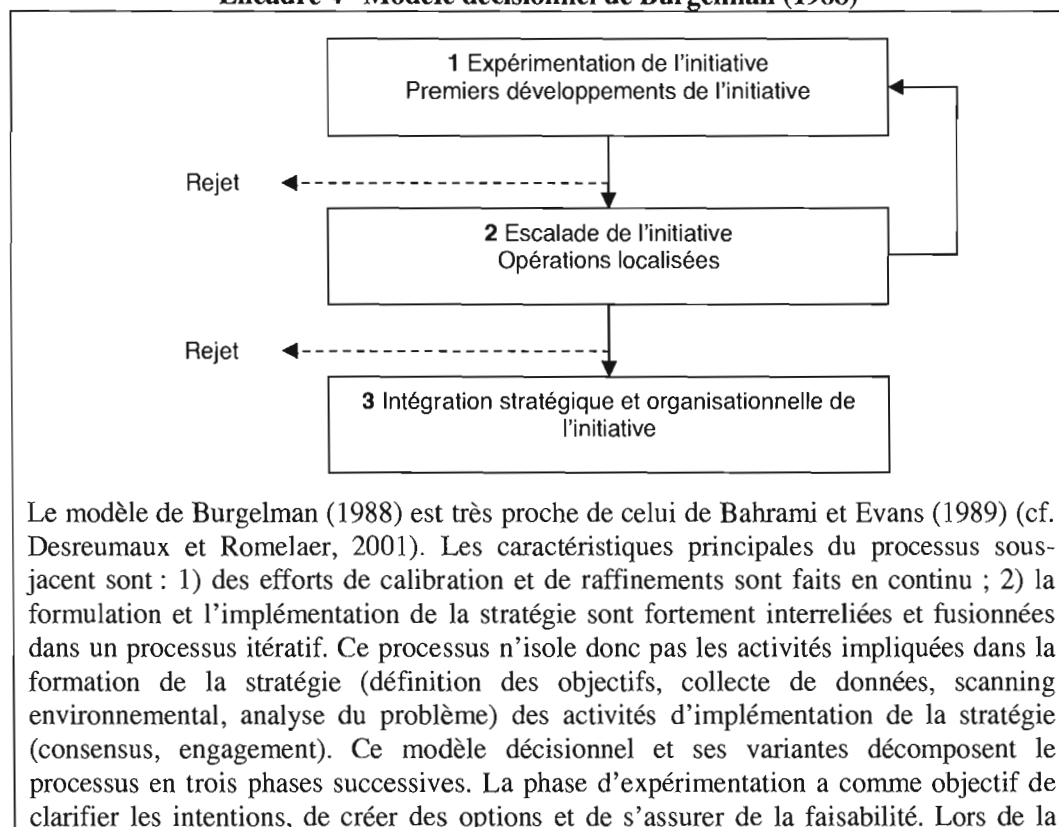 Encadré 4 Modèle décisionnel de Burgelman (1988)
1 Expérimentation de l'initiative
Premiers développements de l'initiative
Rejet
2 Escalade de l'initiative
Opérations localisées
Rejet
3 Intégration stratégique et organisationnelle de
l'initiative
Le modèle de Burgelman (1988) est très proche de celui de Bahrami et Evans (1989) (cf.
Desreumaux et Romelaer, 2001). Les caractéristiques principales du processus sous-
jacent sont : 1) des efforts de calibration et de raffinements sont faits en continu ; 2) la
formulation et l'implémentation de la stratégie sont fortement interreliées et fusionnées
dans un processus itératif. Ce processus n'isole donc pas les activités impliquées dans la
formation de la stratégie (définition des objectifs, collecte de données, scanning
environnemental, analyse du problème) des activités d'implémentation de la stratégie
(consensus, engagement). Ce modèle décisionnel et ses variantes décomposent le
processus en trois phases successives. La phase d'expérimentation a comme objectif de
clarifier les intentions, de créer des options et de s'assurer de la faisabilité. Lors de la